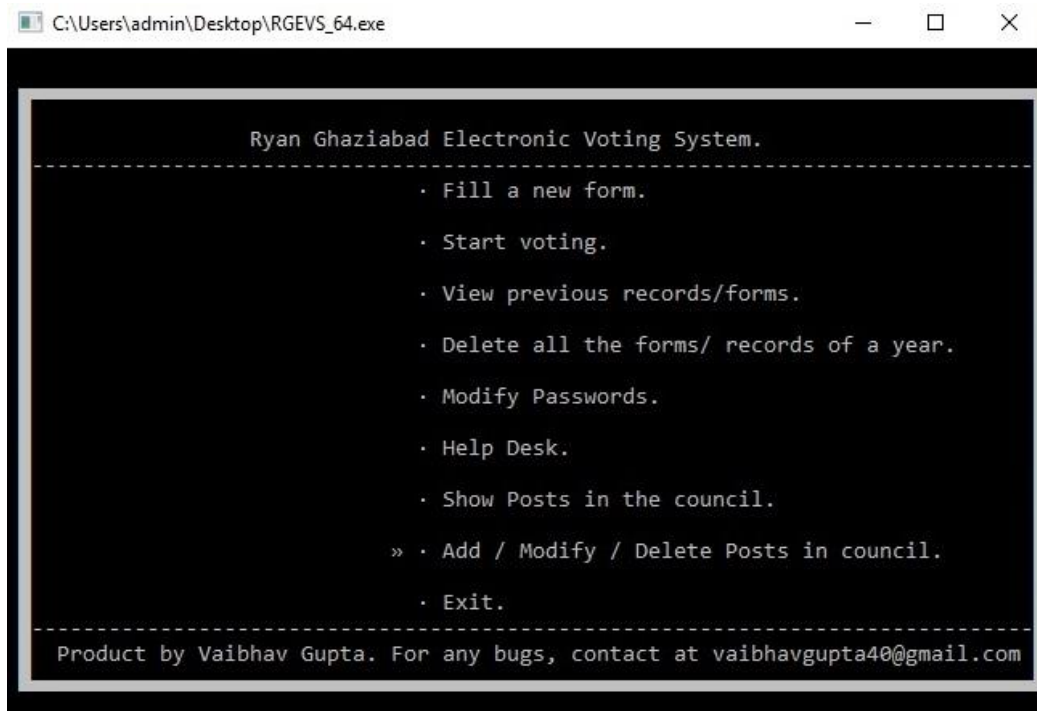 C:\Users\admin\Desktop\RGEVS_64.exe
Ryan Ghaziabad Electronic Voting System.
· Fill a new form.
· Start voting.
· View previous records/forms.
· Delete all the forms/ records of a year.
· Modify Passwords.
· Help Desk.
· Show Posts in the council.
» · Add / Modify / Delete Posts in council.
· Exit.
Product by Vaibhav Gupta. For any bugs, contact at vaibhavgupta40@gmail.com